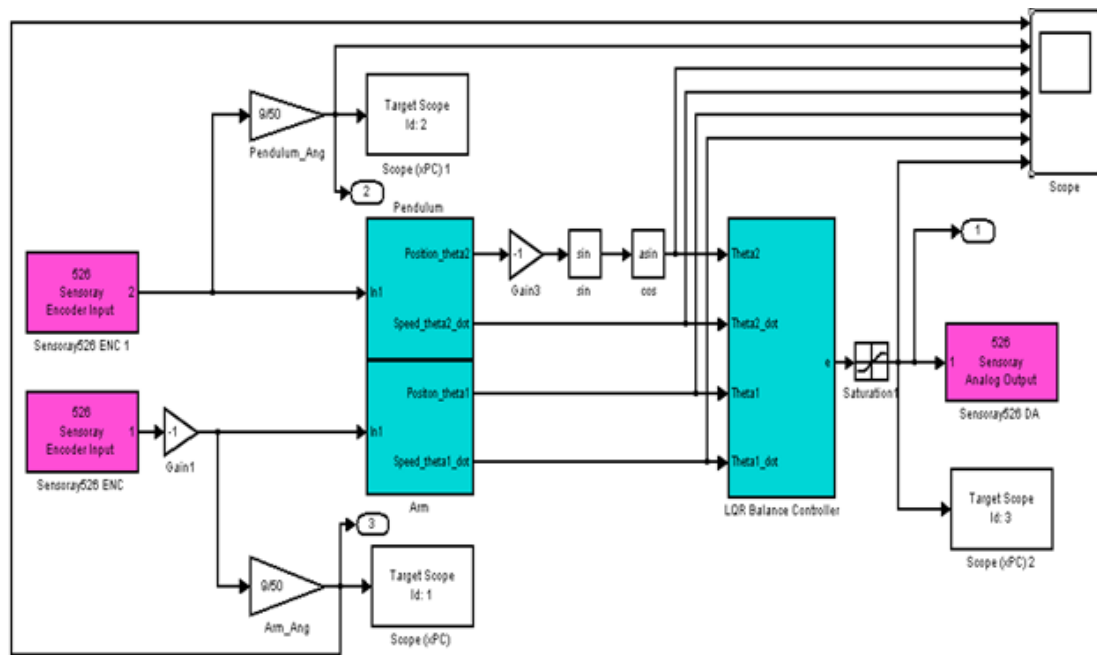 9/50
Pendulum_Ang
Target Scope
Id: 2
Scope (xPC) 1
2
Scope
Pendulum
526
Sensoray
Encoder Input
2
Sensoray526 ENC 1
In1
Position_theta2
Speed_theta2_dot
-1
Gain3
sin
sin
asin
cos
Theta2
Theta2_dot
Theta1
Theta1_dot
e
LQR Balance Controller
Saturation1
1
1
526
Sensoray
Analog Output
Sensoray526 DA
526
Sensoray
Encoder Input
1
Sensoray526 ENC
-1
Gain1
In1
Positon_theta1
Speed_theta1_dot
Arm
3
9/50
Arm_Ang
Target Scope
Id: 1
Scope (xPC)
Target Scope
Id: 3
Scope (xPC) 2